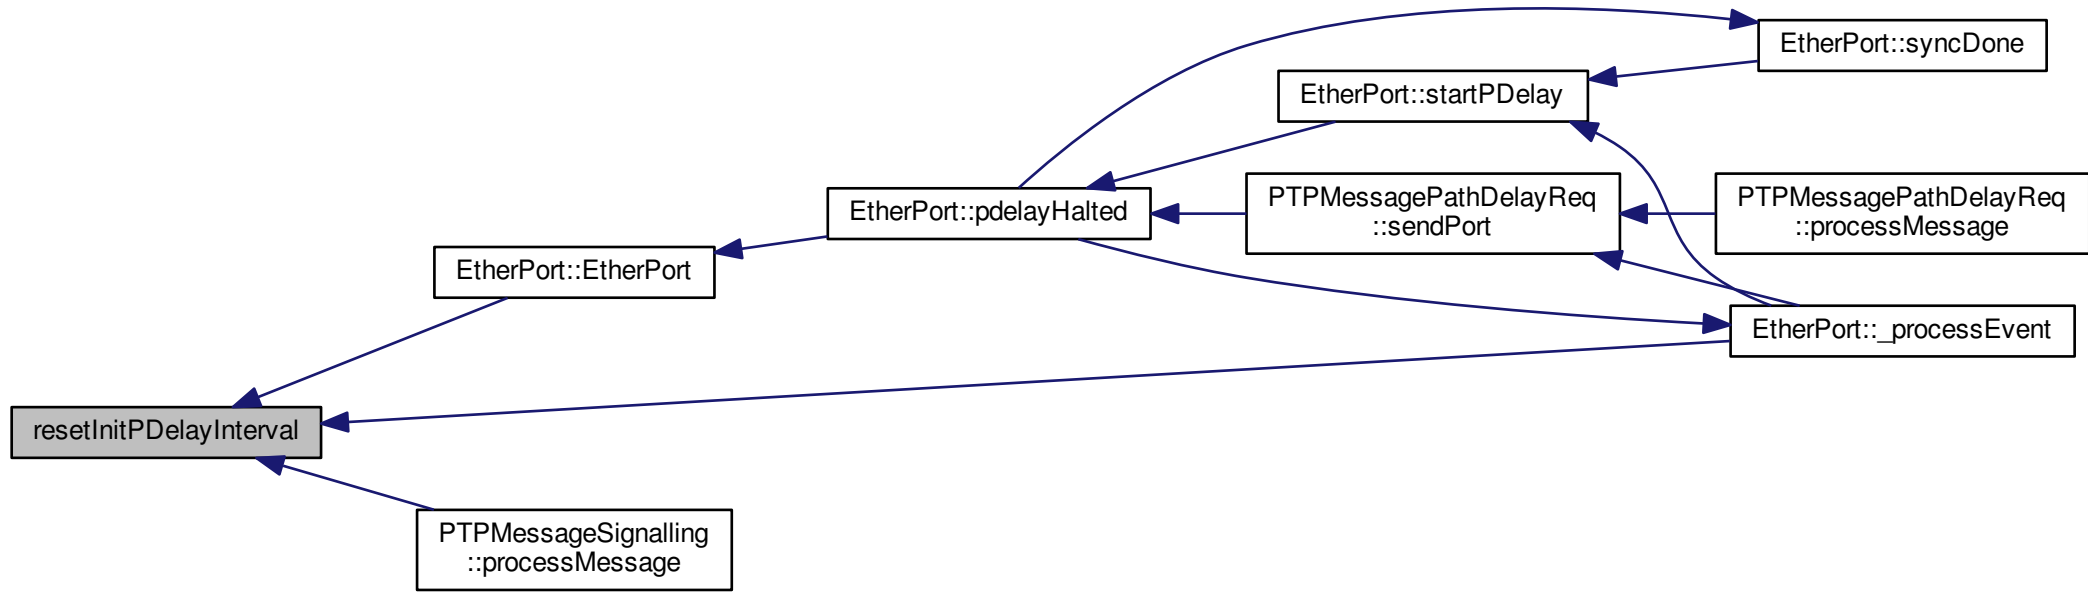 EtherPort::syncDone
EtherPort::startPDelay
PTPMessagePathDelayReq
::sendPort
PTPMessagePathDelayReq
::processMessage
EtherPort::pdelayHalted
EtherPort::EtherPort
EtherPort::_processEvent
resetInitPDelayInterval
PTPMessageSignalling
::processMessage